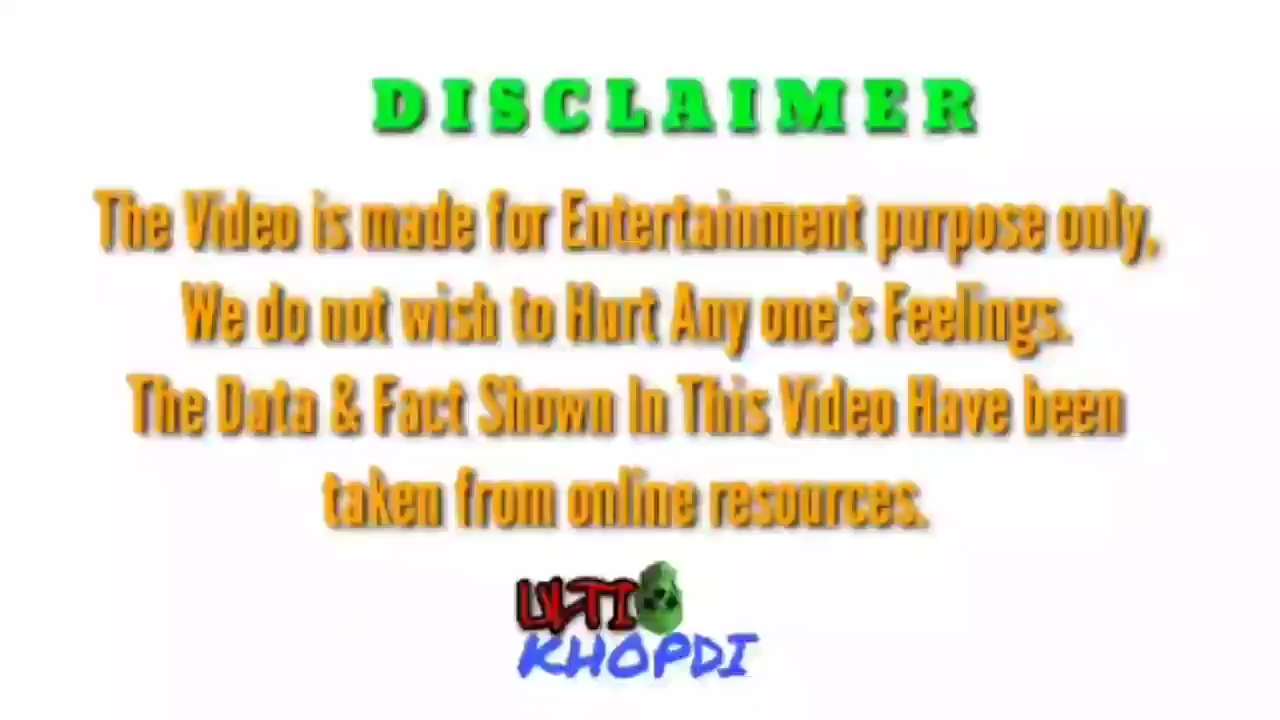 DISCLAIMER
The Video is made for Entertainment purpose only,
We do not wish to Hurt Any one's Feelings.
The Data & Fact Shown In This Video Have been
taken from online resources.
ULTI
KHOPDI